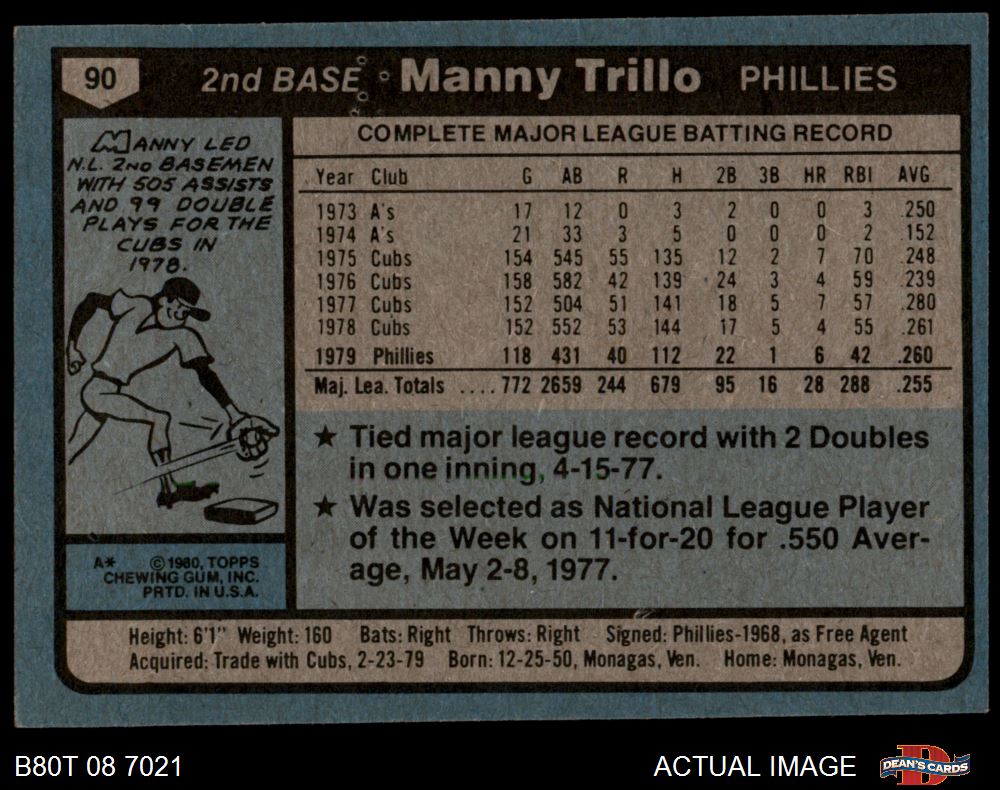 90 2nd BASE Manny Trillo PHILLIES
MANNY LED
N.L. 2ND BASEMEN
WITH 505 ASSISTS
AND 99 DOUBLE
PLAYS FOR THE
CUBS IN
1978.
COMPLETE MAJOR LEAGUE BATTING RECORD
Year Club G AB R H 2B 3B HR RBI AVG.
1973 A's 17 12 0 3 2 0 0 3 .250
1974 A's 21 33 3 5 0 0 0 2 .152
1975 Cubs 154 545 55 135 12 2 7 70 .248
1976 Cubs 158 582 42 139 24 3 4 59 .239
1977 Cubs 152 504 51 141 18 5 7 57 .280
1978 Cubs 152 552 53 144 17 5 4 55 .261
1979 Phillies 118 431 40 112 22 1 6 42 .260
Maj. Lea. Totals .... 772 2659 244 679 95 16 28 288 .255
★ Tied major league record with 2 Doubles
in one inning, 4-15-77.
★ Was selected as National League Player
of the Week on 11-for-20 for .550 Aver-
age, May 2-8, 1977.
A* ©1980, TOPPS
CHEWING GUM, INC.
PRTD. IN U.S.A.
Height: 6'1" Weight: 160 Bats: Right Throws: Right Signed: Phillies-1968, as Free Agent
Acquired: Trade with Cubs, 2-23-79 Born: 12-25-50, Monagas, Ven. Home: Monagas, Ven.
B80T 08 7021 ACTUAL IMAGE DEAN'S CARDS